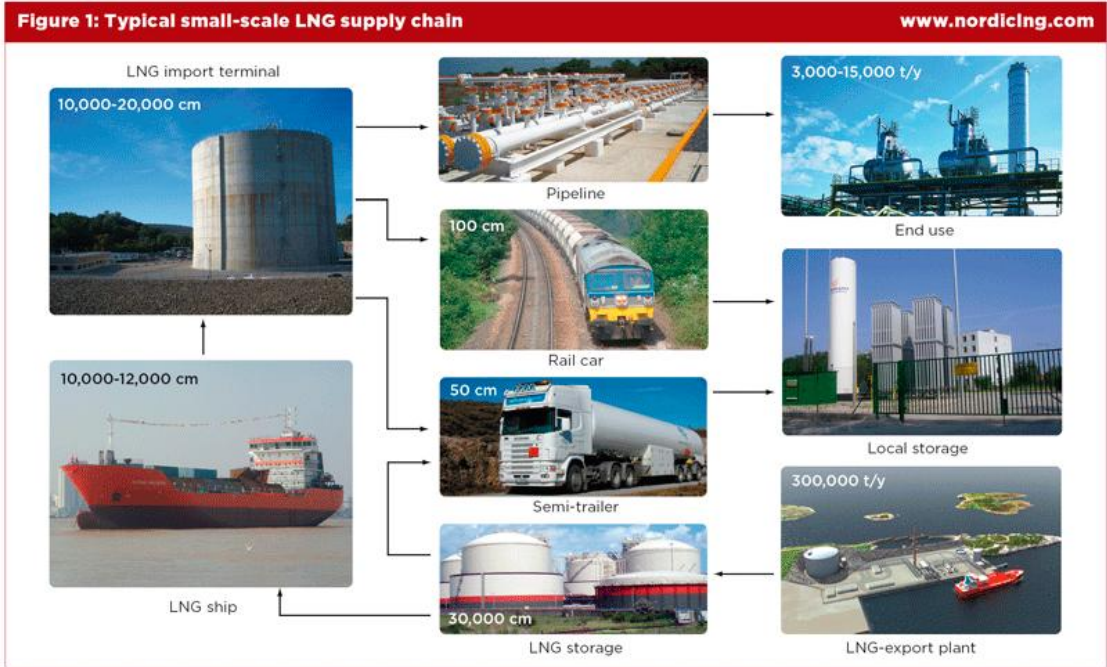 Figure 1: Typical small-scale LNG supply chain
www.nordiclng.com
LNG import terminal
10,000-20,000 cm
3,000-15,000 t/y
Pipeline
End use
100 cm
Rail car
10,000-12,000 cm
50 cm
Local storage
Semi-trailer
300,000 t/y
LNG ship
30,000 cm
LNG storage
LNG-export plant